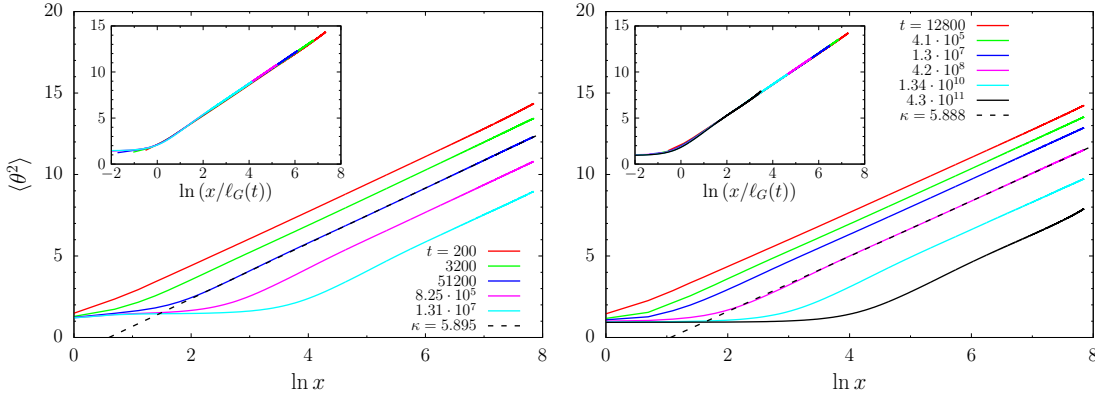 20
15
10
5
0
⟨θ²⟩
0
2
4
6
8
ln x
15
10
5
0
−2
0
2
4
6
8
ln (x/ℓ_G(t))
t = 200
3200
51200
8.25 · 10⁵
1.31 · 10⁷
κ = 5.895
20
15
10
5
0
0
2
4
6
8
ln x
15
10
5
0
−2
0
2
4
6
8
ln (x/ℓ_G(t))
t = 12800
4.1 · 10⁵
1.3 · 10⁷
4.2 · 10⁸
1.34 · 10¹⁰
4.3 · 10¹¹
κ = 5.888